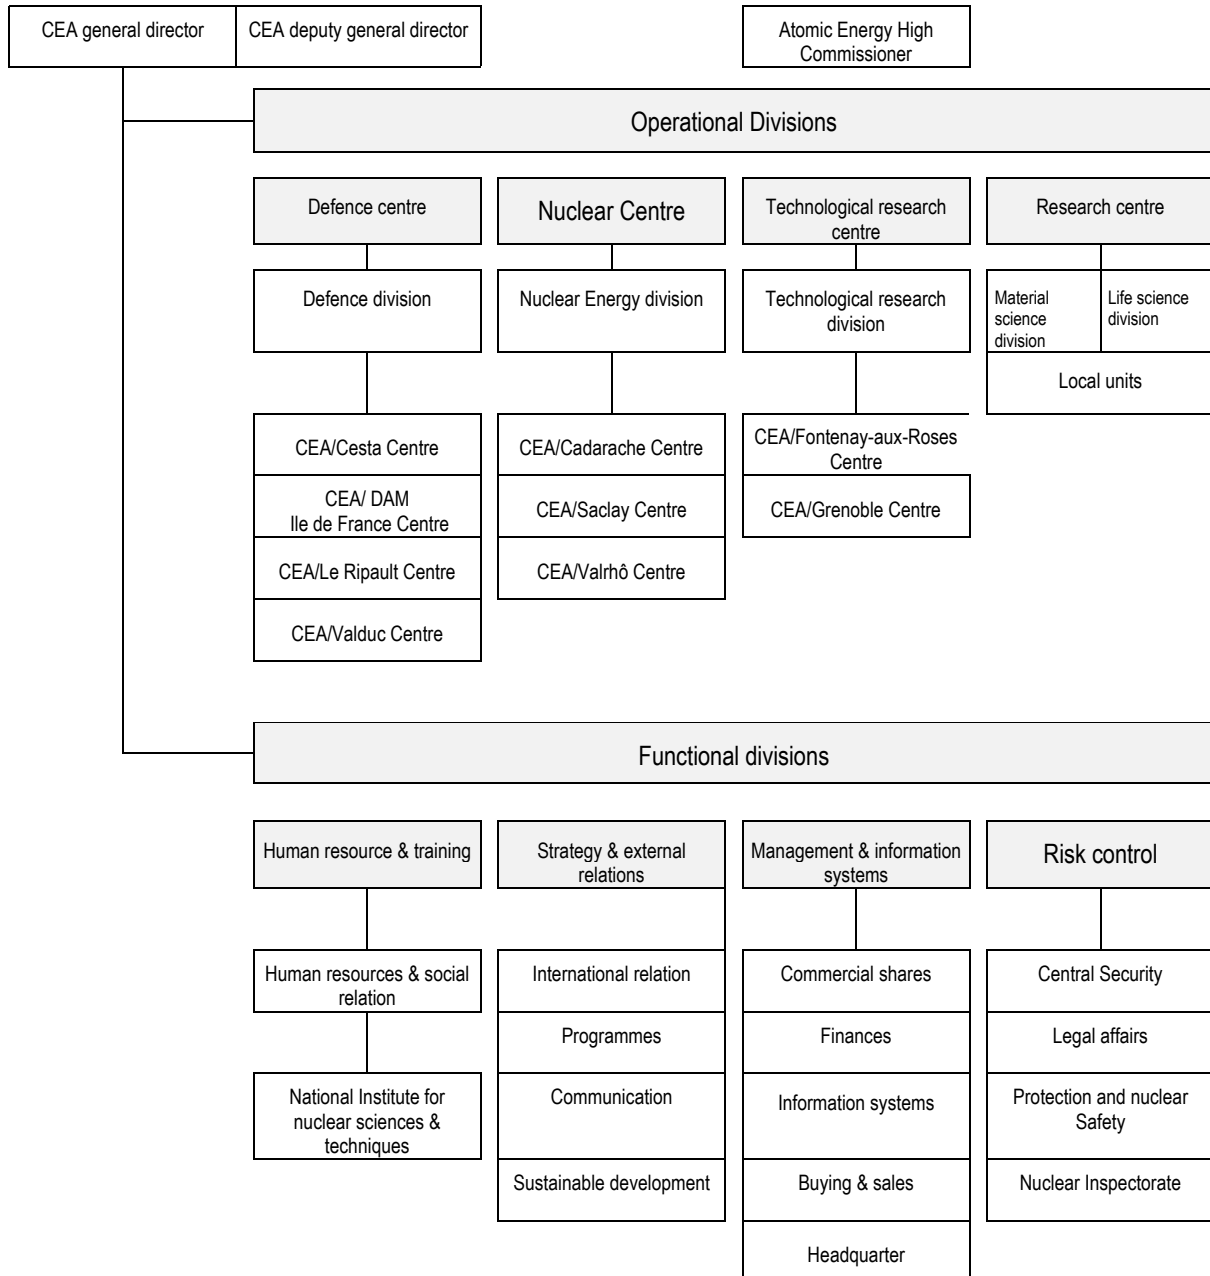 CEA general director
CEA deputy general director
Atomic Energy High
Commissioner
Operational Divisions
Defence centre
Nuclear Centre
Technological research
centre
Research centre
Defence division
Nuclear Energy division
Technological research
division
Material
science
division
Life science
division
Local units
CEA/Cesta Centre
CEA/Cadarache Centre
CEA/Fontenay-aux-Roses
Centre
CEA/ DAM
Ile de France Centre
CEA/Saclay Centre
CEA/Grenoble Centre
CEA/Le Ripault Centre
CEA/Valrhô Centre
CEA/Valduc Centre
Functional divisions
Human resource & training
Strategy & external
relations
Management & information
systems
Risk control
Human resources & social
relation
International relation
Commercial shares
Central Security
Programmes
Finances
Legal affairs
National Institute for
nuclear sciences &
techniques
Communication
Information systems
Protection and nuclear
Safety
Sustainable development
Buying & sales
Nuclear Inspectorate
Headquarter